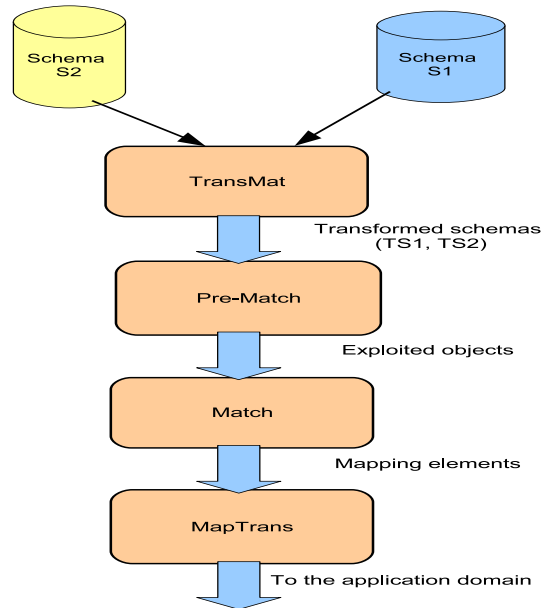 Schema
S2
Schema
S1
TransMat
Transformed schemas
(TS1, TS2)
Pre-Match
Exploited objects
Match
Mapping elements
MapTrans
To the application domain